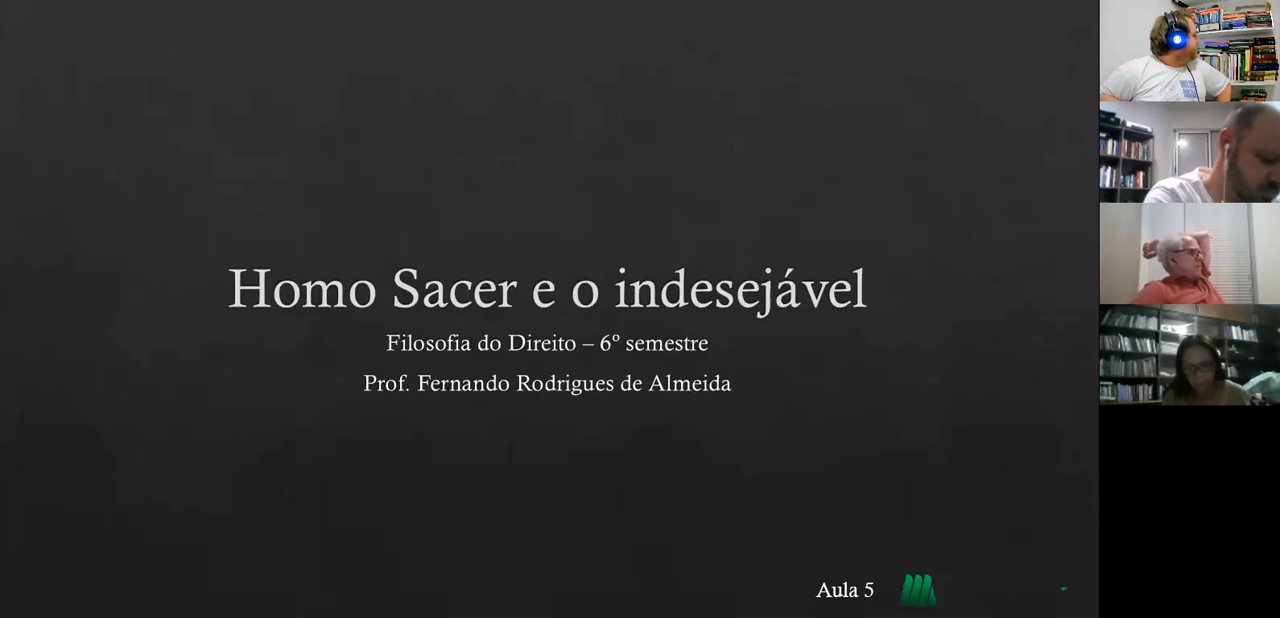 Homo Sacer e o indesejável
Filosofia do Direito – 6º semestre
Prof. Fernando Rodrigues de Almeida
Aula 5